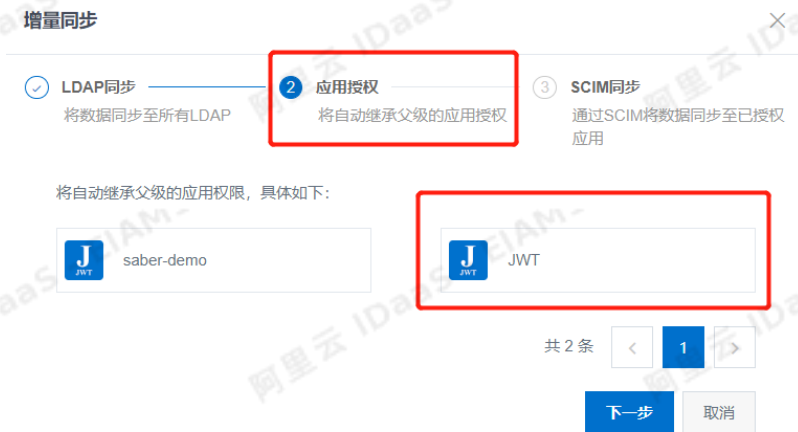 增量同步
LDAP同步
2 应用授权
3 SCIM同步
将数据同步至所有LDAP
将自动继承父级的应用授权
通过SCIM将数据同步至已授权
应用
将自动继承父级的应用权限，具体如下：
J
JWT
saber-demo
J
JWT
JWT
共 2 条
1
下一步
取消
阿里云 IDaaS EIAM